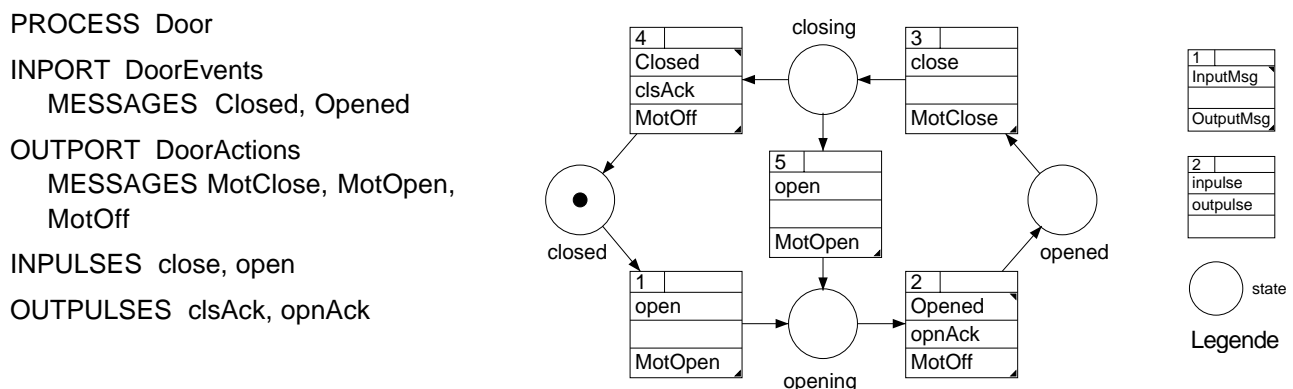 PROCESS Door
INPORT DoorEvents
MESSAGES Closed, Opened
OUTPORT DoorActions
MESSAGES MotClose, MotOpen,
MotOff
INPULSES close, open
OUTPULSES clsAck, opnAck
4
Closed
clsAck
MotOff
closing
3
close
MotClose
5
open
MotOpen
closed
opened
1
open
MotOpen
opening
2
Opened
opnAck
MotOff
1
InputMsg
OutputMsg
2
inpulse
outpulse
state
Legende